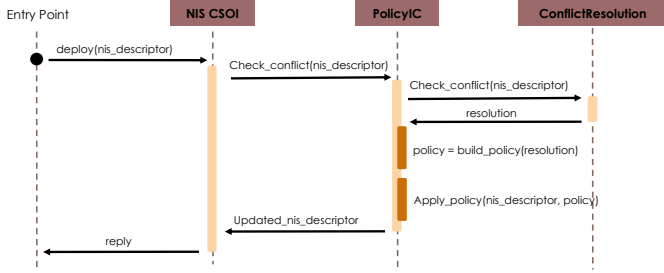 Entry Point
NIS CSOI
PolicyIC
ConflictResolution
deploy(nis_descriptor)
Check_conflict(nis_descriptor)
Check_conflict(nis_descriptor)
resolution
policy = build_policy(resolution)
Apply_policy(nis_descriptor, policy)
Updated_nis_descriptor
reply